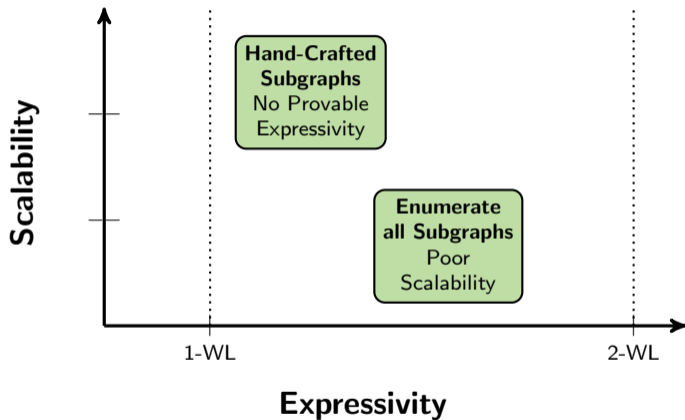 Scalability
Hand-Crafted
Subgraphs
No Provable
Expressivity
Enumerate
all Subgraphs
Poor
Scalability
1-WL
2-WL
Expressivity